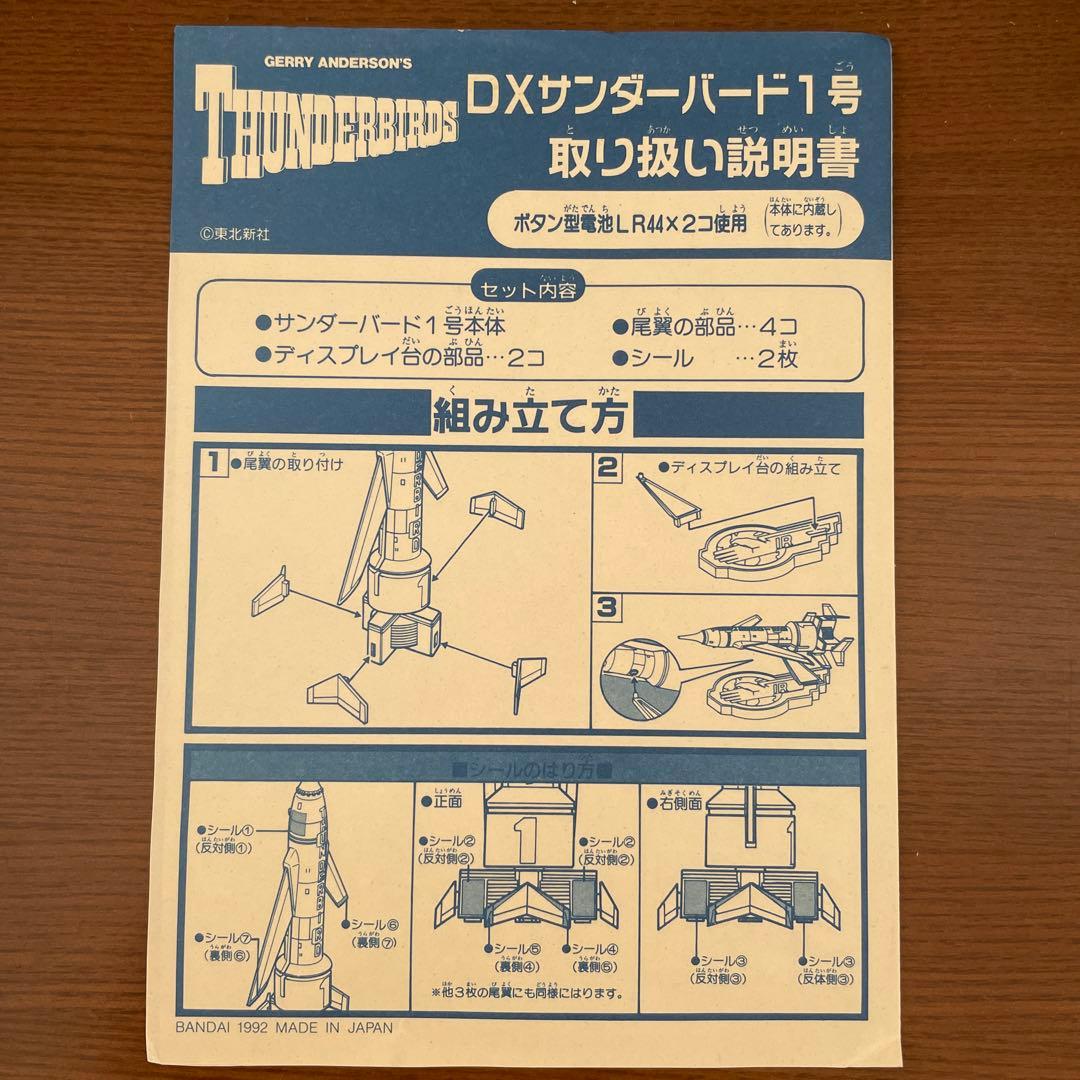 GERRY ANDERSON'S
THUNDERBIRDS
DXサンダーバード1号
取り扱い説明書
ボタン型電池LR44×2コ使用
(本体に内蔵し
てあります。)
©東北新社
セット内容
●サンダーバード1号本体
●尾翼の部品…4コ
●ディスプレイ台の部品…2コ
●シール …2枚
組み立て方
1 ●尾翼の取り付け
2 ●ディスプレイ台の組み立て
IR
3
IR
■シールのはり方■
●シール①
(反対側①)
●シール⑥
(裏側⑦)
●シール⑦
(裏側⑥)
●正面
●シール②
(反対側②)
●シール②
(反対側②)
1
●シール⑤
(裏側④)
●シール④
(裏側⑤)
※他3枚の尾翼にも同様にはります。
●右側面
1
●シール③
(反対側③)
●シール③
(反体側③)
BANDAI 1992 MADE IN JAPAN